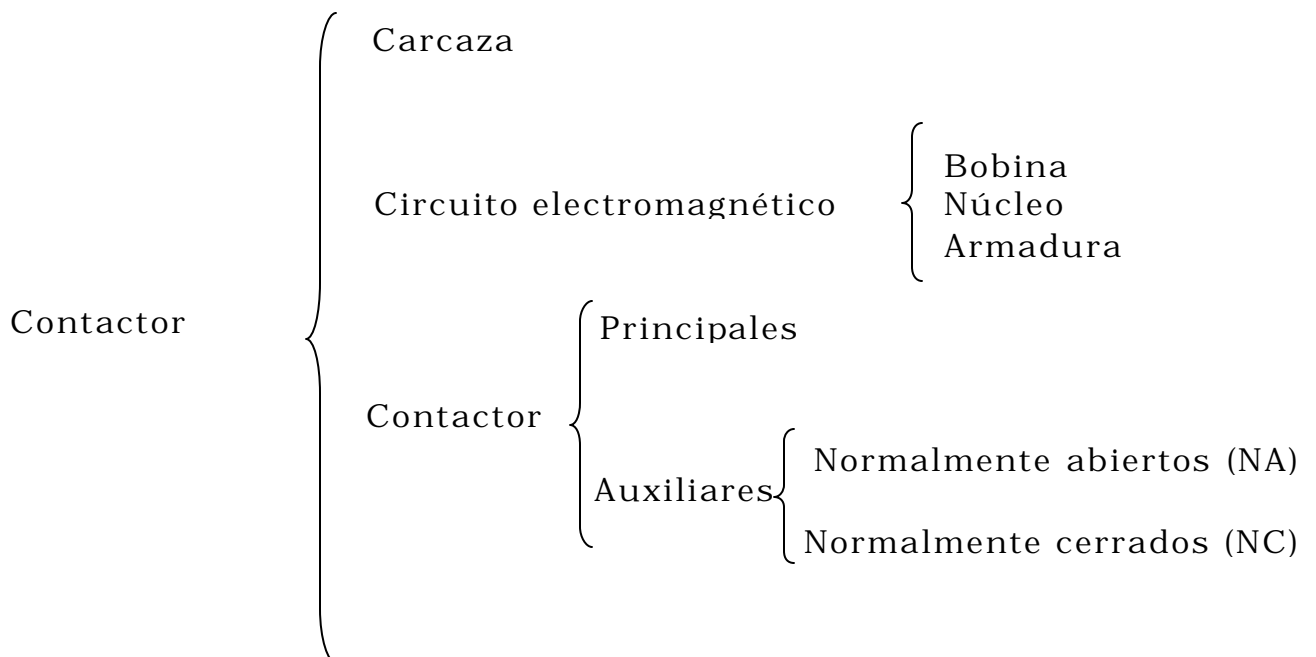 Carcaza
Circuito electromagnético
Bobina
Núcleo
Armadura
Contactor
Principales
Contactor
Auxiliares
Normalmente abiertos (NA)
Normalmente cerrados (NC)